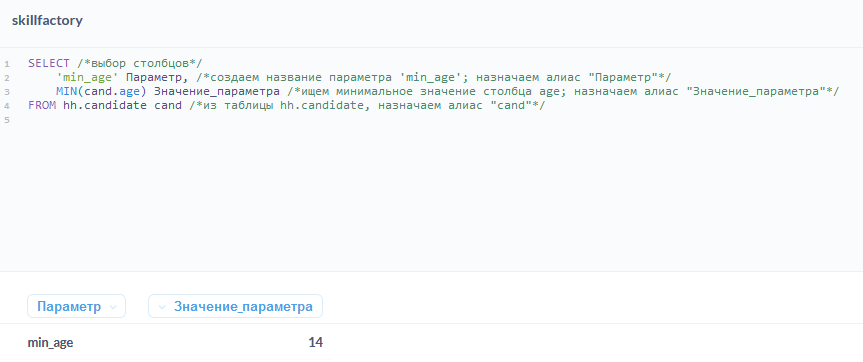 skillfactory
1 SELECT /*выбор столбцов*/
2 'min_age' Параметр, /*создаем название параметра 'min_age'; назначаем алиас "Параметр"*/
3 MIN(cand.age) Значение_параметра /*ищем минимальное значение столбца age; назначаем алиас "Значение_параметра"*/
4 FROM hh.candidate cand /*из таблицы hh.candidate, назначаем алиас "cand"*/
5
Параметр Значение_параметра
min_age 14